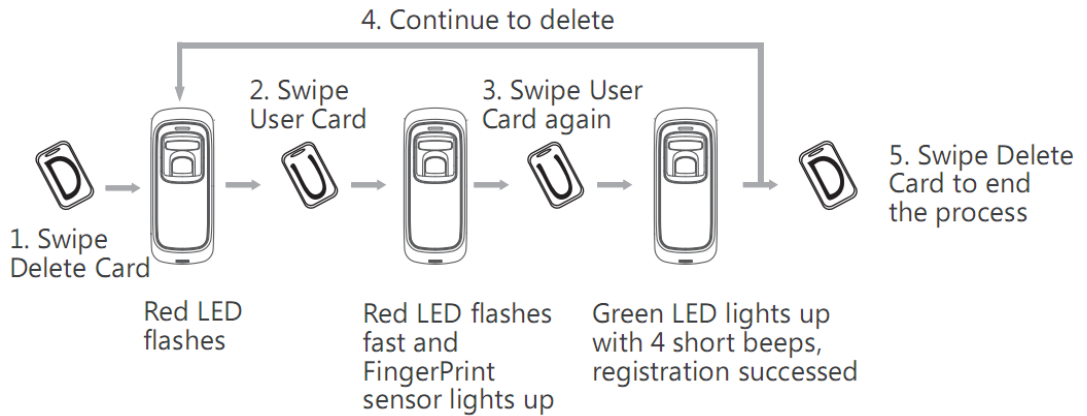 4. Continue to delete
2. Swipe
User Card
3. Swipe User
Card again
D
U
U
D
5. Swipe Delete
Card to end
the process
1. Swipe
Delete Card
Red LED
flashes
Red LED flashes
fast and
FingerPrint
sensor lights up
Green LED lights up
with 4 short beeps,
registration successed